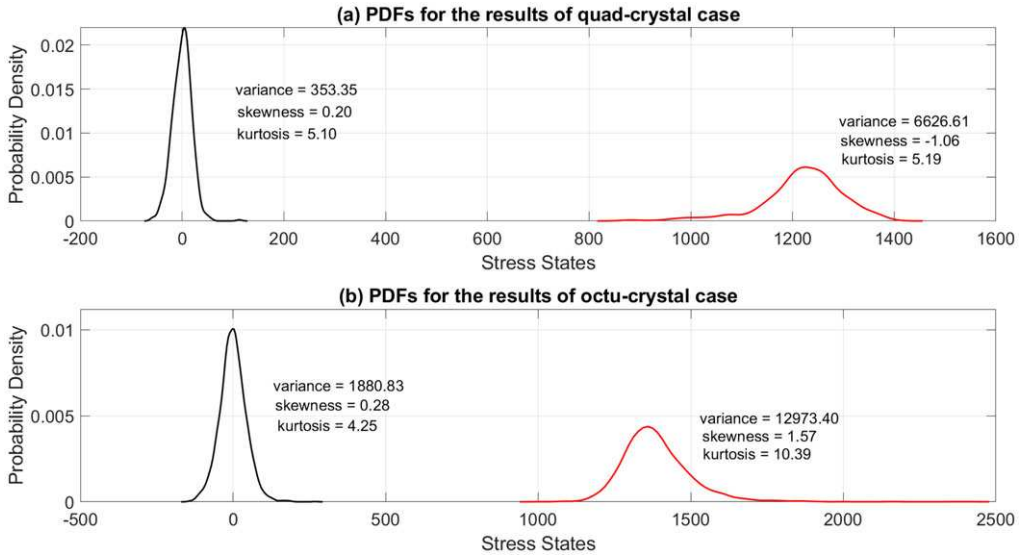 (a) PDFs for the results of quad-crystal case
Probability Density
0.02
0.015
0.01
0.005
0
variance = 353.35
skewness = 0.20
kurtosis = 5.10
variance = 6626.61
skewness = -1.06
kurtosis = 5.19
-200 0 200 400 600 800 1000 1200 1400 1600
Stress States
(b) PDFs for the results of octu-crystal case
Probability Density
0.01
0.005
0
variance = 1880.83
skewness = 0.28
kurtosis = 4.25
variance = 12973.40
skewness = 1.57
kurtosis = 10.39
-500 0 500 1000 1500 2000 2500
Stress States